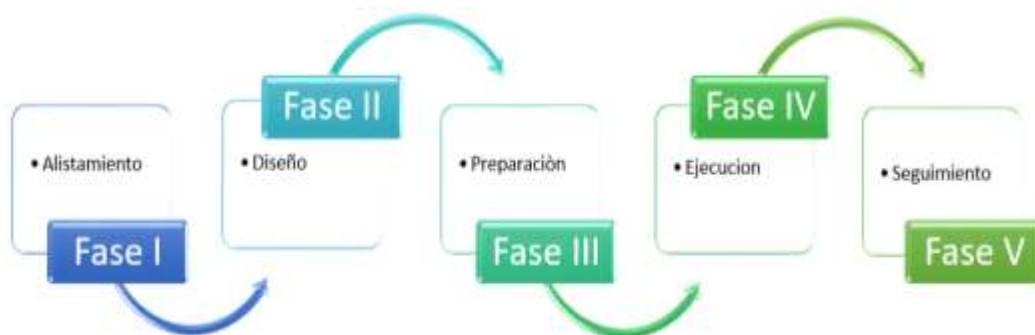 • Alistamiento
Fase I
Fase II
• Diseño
• Preparaciòn
Fase III
Fase IV
• Ejecucion
• Seguimiento
Fase V